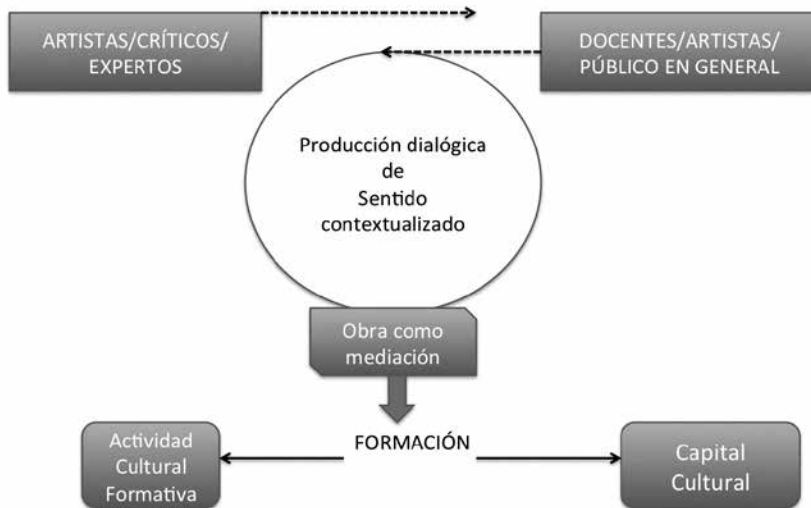 ARTISTAS/CRÍTICOS/
EXPERTOS
DOCENTES/ARTISTAS/
PÚBLICO EN GENERAL
Producción dialógica
de
Sentido
contextualizado
Obra como
mediación
FORMACIÓN
Actividad
Cultural
Formativa
Capital
Cultural